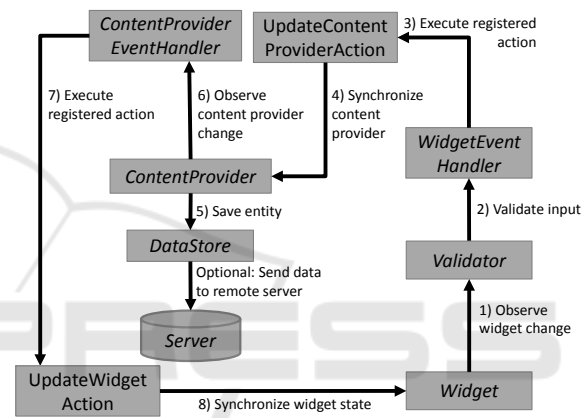 ContentProvider
EventHandler
UpdateContent
ProviderAction
3) Execute registered
action
7) Execute
registered action
6) Observe
content provider
change
4) Synchronize
content
provider
WidgetEvent
Handler
ContentProvider
2) Validate input
5) Save entity
DataStore
Validator
Optional: Send data
to remote server
1) Observe
widget change
Server
UpdateWidget
Action
8) Synchronize widget state
Widget
PRESS